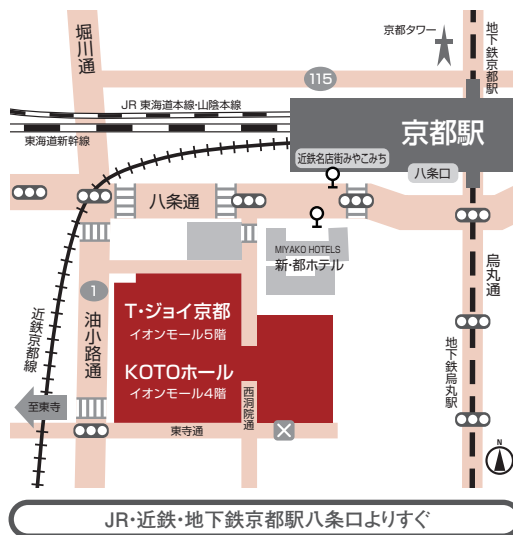 堀川通
京都タワー
地下鉄京都駅
115
JR 東海道本線・山陰本線
東海道新幹線
京都駅
近鉄名店街みやこみち
八条口
八条通
MIYAKO HOTELS
新・都ホテル
烏丸通
1
油小路通
近鉄京都線
T・ジョイ京都
イオンモール5階
KOTOホール
イオンモール4階
西洞院通
地下鉄烏丸駅
至東寺
東寺通
N
JR・近鉄・地下鉄京都駅八条口よりすぐ